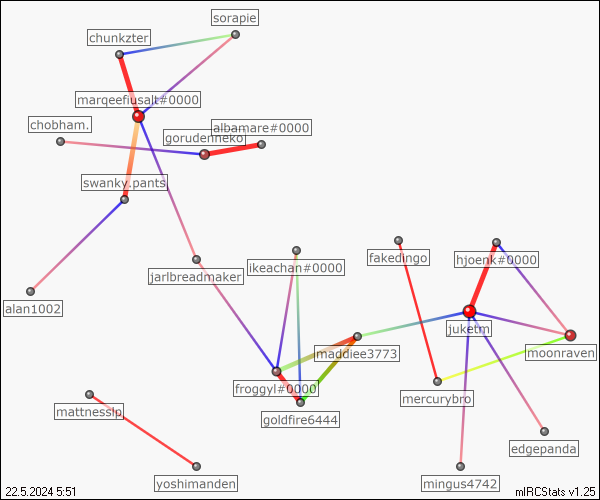 sorapie
chunkzter
marqeefiusalt#0000
chobham.
albamare#0000
gorudenneko
swanky.pants
jarlbreadmaker
ikeachan#0000
fakedingo
hjoenk#0000
alan1002
juketm
maddiee3773
moonraven
froggyl#0000
mercurybro
mattnesslp
goldfire6444
edgepanda
yoshimanden
mingus4742
22.5.2024 5:51
mIRCStats v1.25